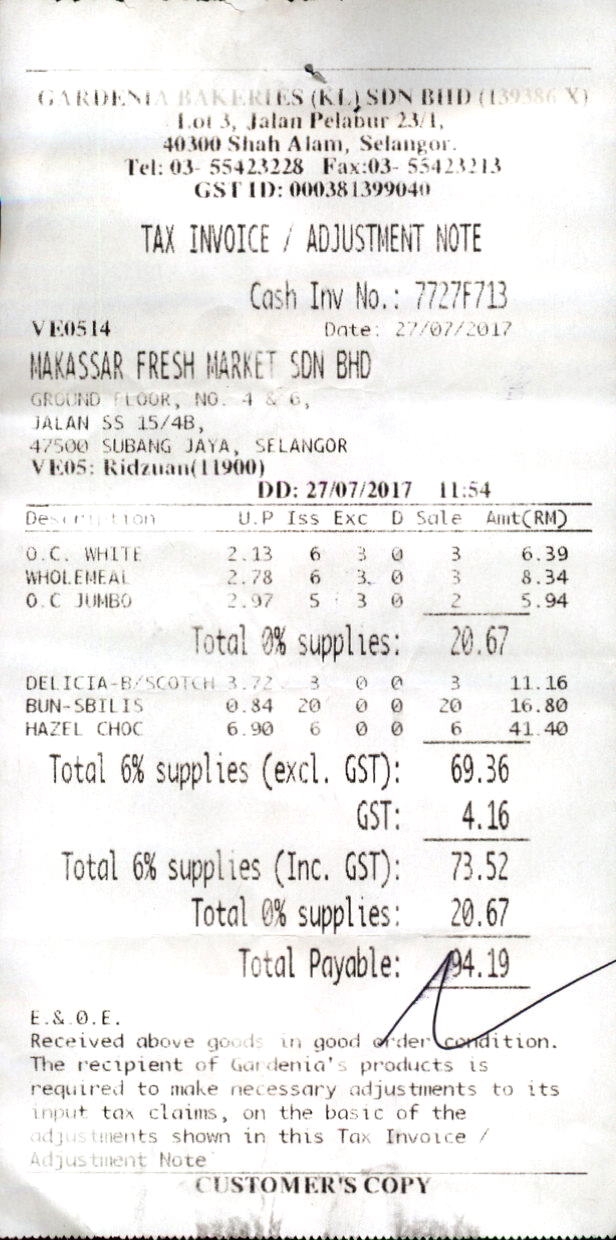 GARDENIA BAKERIES (KL) SDN BHD (139386 X)
Lot 3, Jalan Pelabur 23/1,
40300 Shah Alam, Selangor.
Tel: 03- 55423228 Fax:03- 55423213
GST ID: 000381399040
TAX INVOICE / ADJUSTMENT NOTE
Cash Inv No.: 7727F713
VE0514 Date: 27/07/2017
MAKASSAR FRESH MARKET SDN BHD
GROUND FLOOR, NO. 4 & 6,
JALAN SS 15/4B,
47500 SUBANG JAYA, SELANGOR
VE05: Ridzuan(11900)
DD: 27/07/2017 11:54
Description U.P Iss Exc D Sale Amt(RM)
O.C. WHITE 2.13 6 3 0 3 6.39
WHOLEMEAL 2.78 6 3 0 3 8.34
O.C JUMBO 2.97 5 3 0 2 5.94
Total 0% supplies: 20.67
DELICIA-B/SCOTCH 3.72 3 0 0 3 11.16
BUN-SBILIS 0.84 20 0 0 20 16.80
HAZEL CHOC 6.90 6 0 0 6 41.40
Total 6% supplies (excl. GST): 69.36
GST: 4.16
Total 6% supplies (Inc. GST): 73.52
Total 0% supplies: 20.67
Total Payable: 94.19
E.&.O.E.
Received above goods in good order condition.
The recipient of Gardenia's products is
required to make necessary adjustments to its
input tax claims, on the basic of the
adjustments shown in this Tax Invoice /
Adjustment Note
CUSTOMER'S COPY